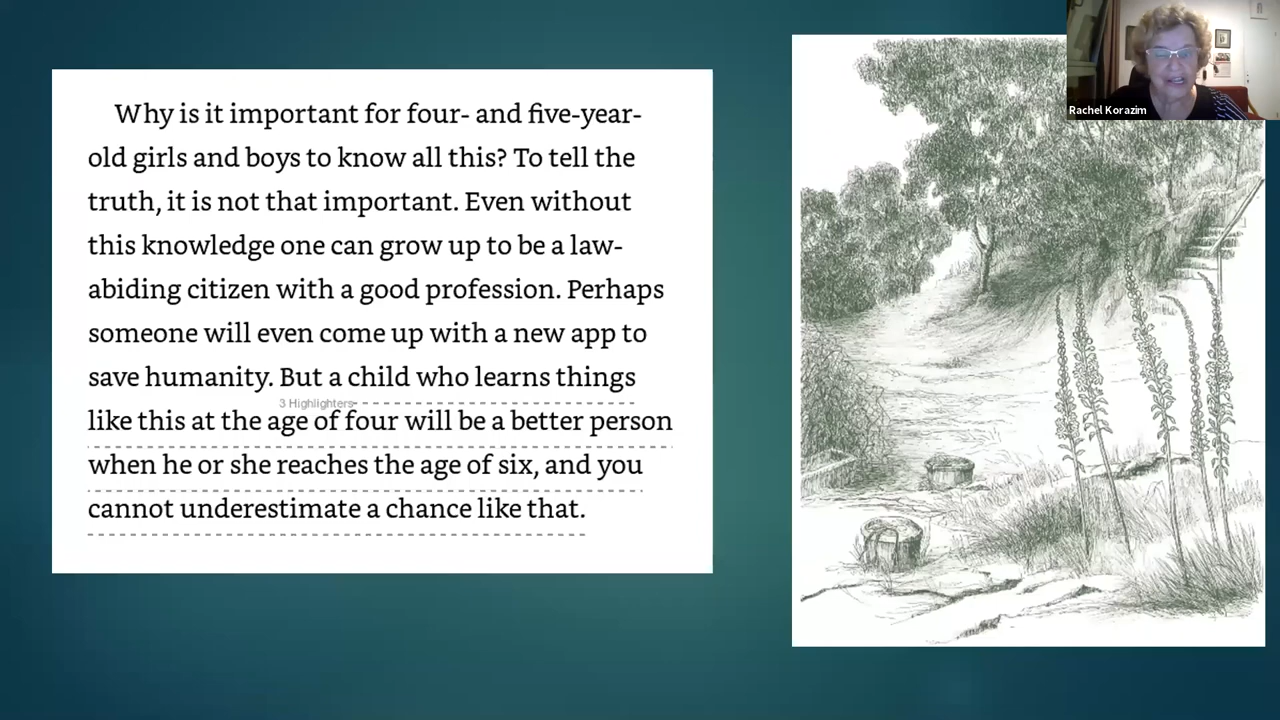 Why is it important for four- and five-year-
old girls and boys to know all this? To tell the
truth, it is not that important. Even without
this knowledge one can grow up to be a law-
abiding citizen with a good profession. Perhaps
someone will even come up with a new app to
save humanity. But a child who learns things
3 Highlighters
like this at the age of four will be a better person
when he or she reaches the age of six, and you
cannot underestimate a chance like that.
Rachel Korazim